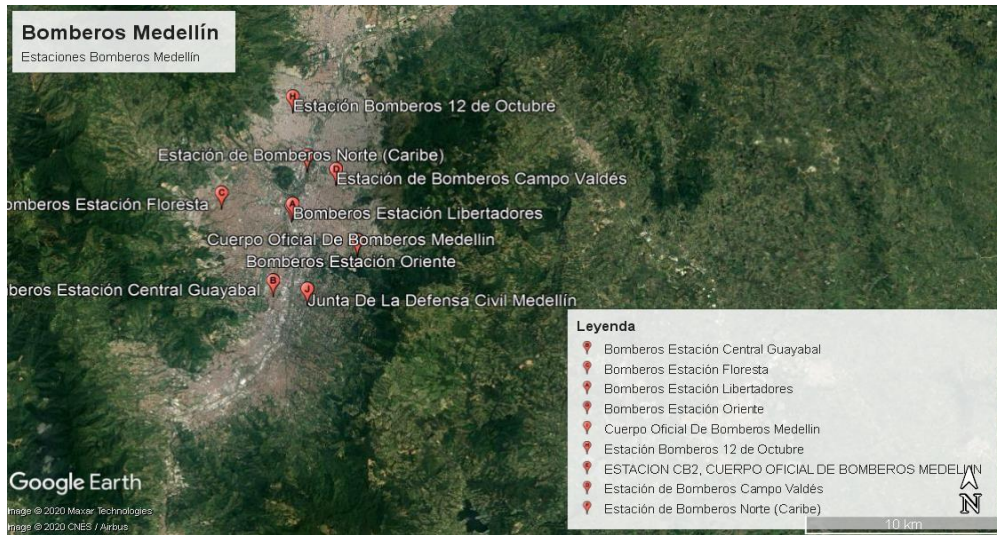 Bomberos Medellín
Estaciones Bomberos Medellín
H
Estación Bomberos 12 de Octubre
Estación de Bomberos Norte (Caribe)
D
Estación de Bomberos Campo Valdés
C
omberos Estación Floresta
A
Bomberos Estación Libertadores
Cuerpo Oficial De Bomberos Medellin
Bomberos Estación Oriente
B
mberos Estación Central Guayabal
J
Junta De La Defensa Civil Medellín
Leyenda
Bomberos Estación Central Guayabal
Bomberos Estación Floresta
Bomberos Estación Libertadores
Bomberos Estación Oriente
Cuerpo Oficial De Bomberos Medellin
Estación Bomberos 12 de Octubre
ESTACION CB2, CUERPO OFICIAL DE BOMBEROS MEDELLIN
Estación de Bomberos Campo Valdés
Estación de Bomberos Norte (Caribe)
N
10 km
Google Earth
Image © 2020 Maxar Technologies
Image © 2020 CNES / Airbus